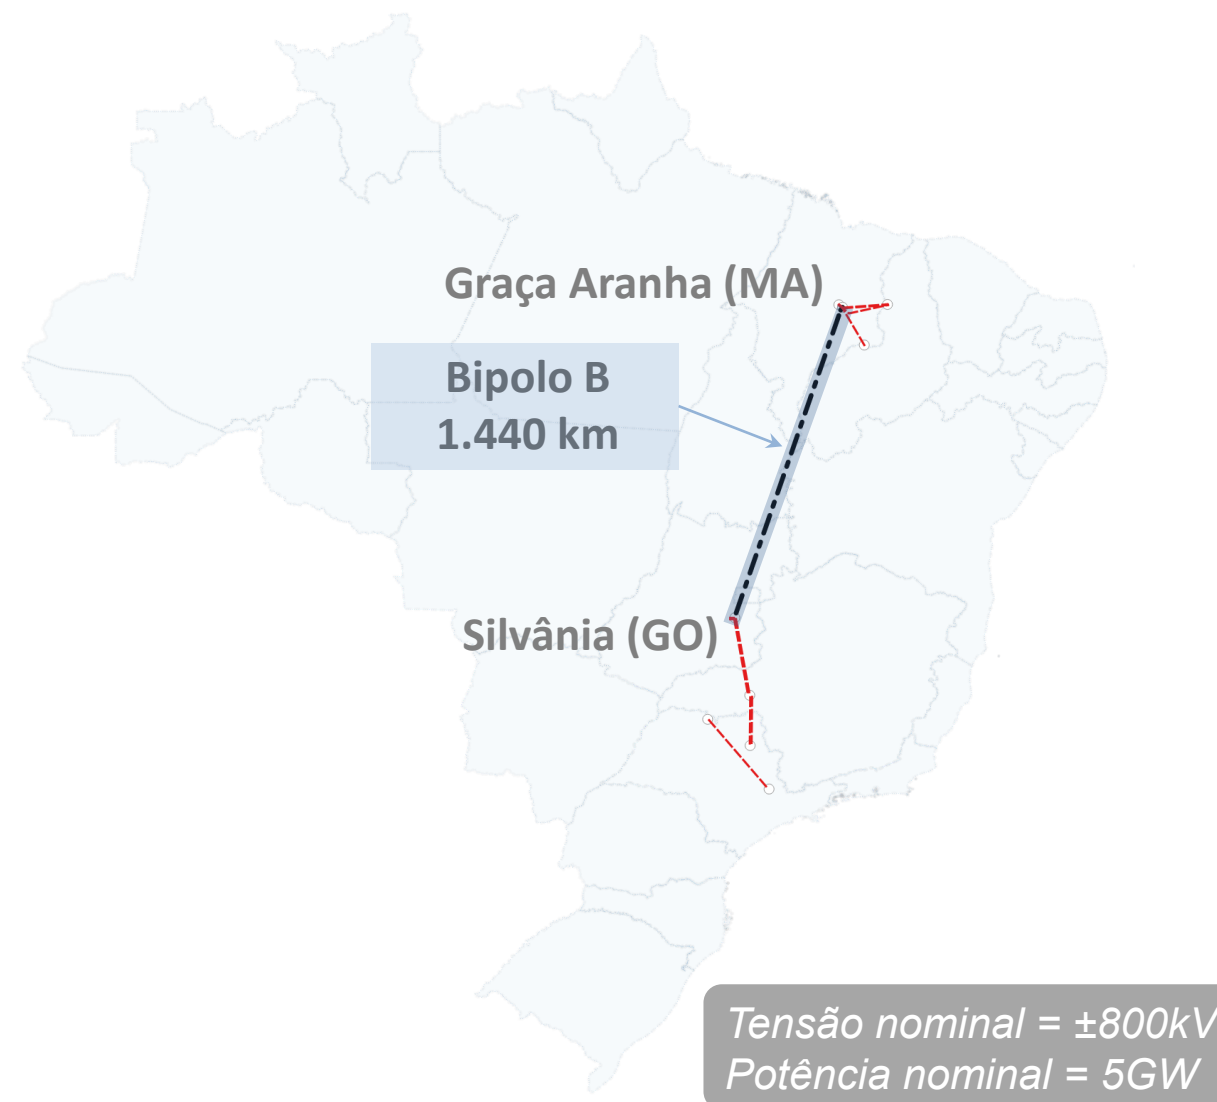 Graça Aranha (MA)
Bipolo B
1.440 km
Silvânia (GO)
Tensão nominal = ±800kV
Potência nominal = 5GW